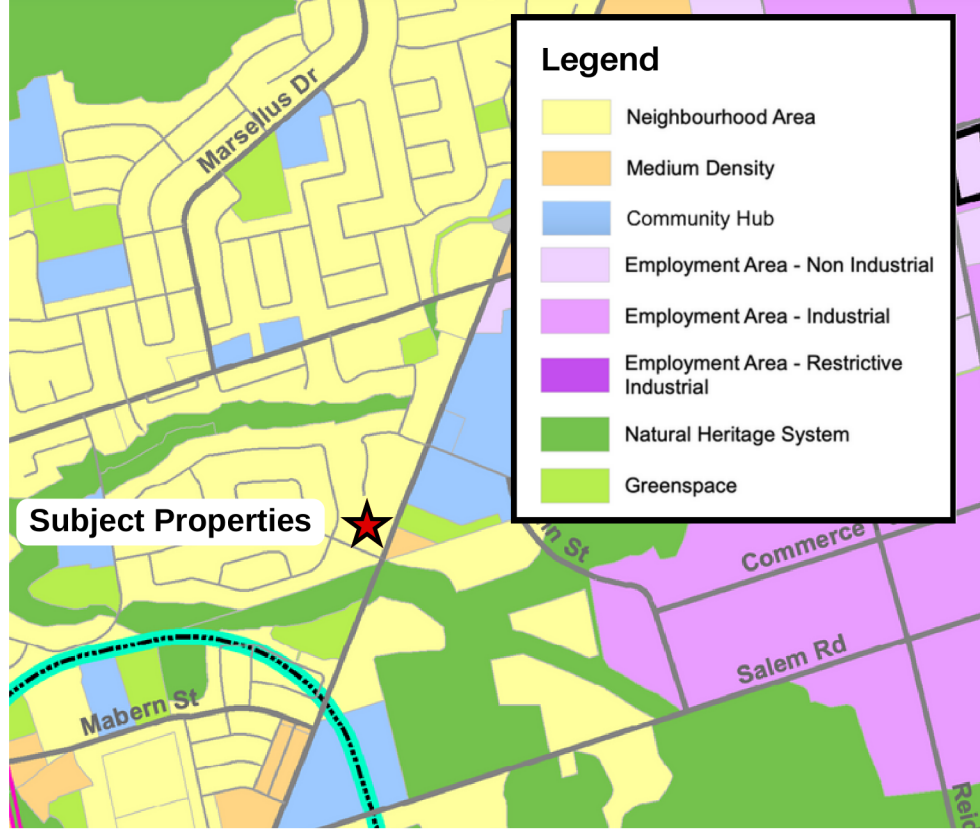 Legend
Marsellus Dr
Neighbourhood Area
Medium Density
Community Hub
Employment Area - Non Industrial
Employment Area - Industrial
Employment Area - Restrictive
Industrial
Natural Heritage System
Greenspace
Subject Properties
St
Commerce
Salem Rd
Mabern St